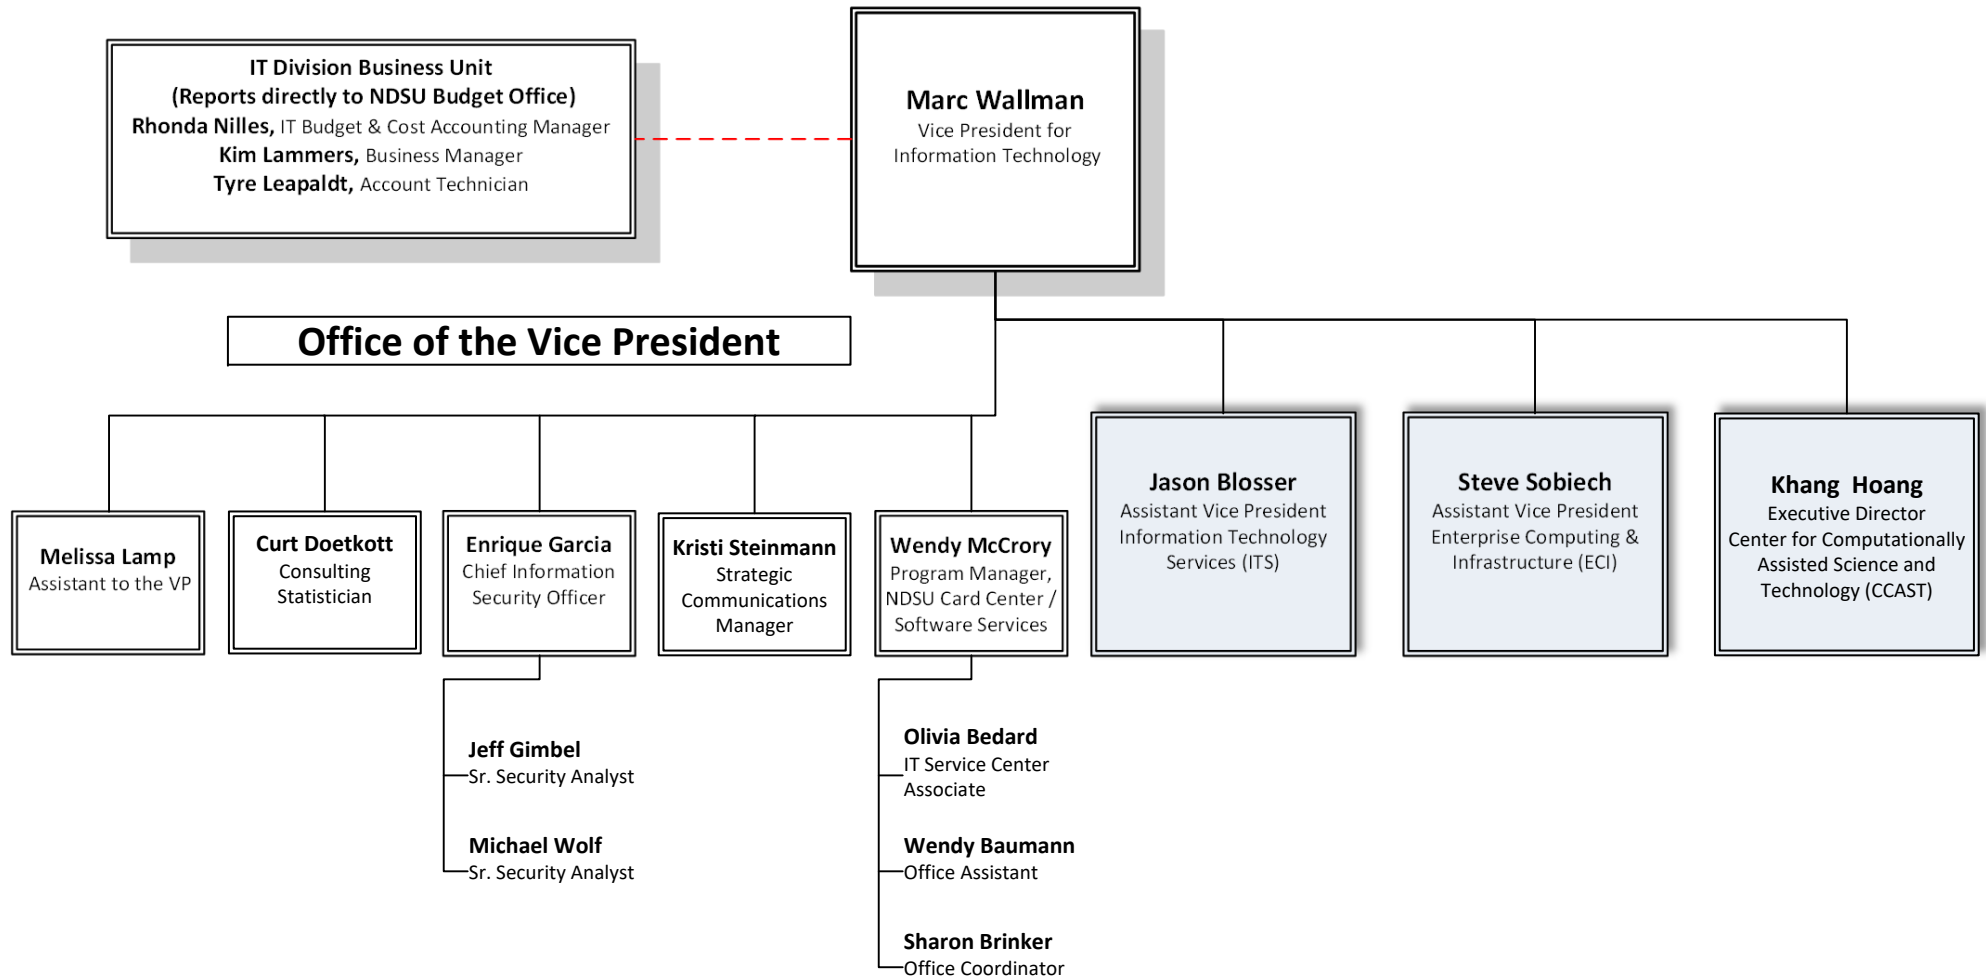 IT Division Business Unit
(Reports directly to NDSU Budget Office)
Rhonda Nilles, IT Budget & Cost Accounting Manager
Kim Lammers, Business Manager
Tyre Leapaldt, Account Technician
Marc Wallman
Vice President for
Information Technology
Office of the Vice President
Melissa Lamp
Assistant to the VP
Curt Doetkott
Consulting
Statistician
Enrique Garcia
Chief Information
Security Officer
Kristi Steinmann
Strategic
Communications
Manager
Wendy McCrory
Program Manager,
NDSU Card Center /
Software Services
Jason Blosser
Assistant Vice President
Information Technology
Services (ITS)
Steve Sobiech
Assistant Vice President
Enterprise Computing &
Infrastructure (ECI)
Khang Hoang
Executive Director
Center for Computationally
Assisted Science and
Technology (CCAST)
Jeff Gimbel
Sr. Security Analyst
Michael Wolf
Sr. Security Analyst
Olivia Bedard
IT Service Center
Associate
Wendy Baumann
Office Assistant
Sharon Brinker
Office Coordinator